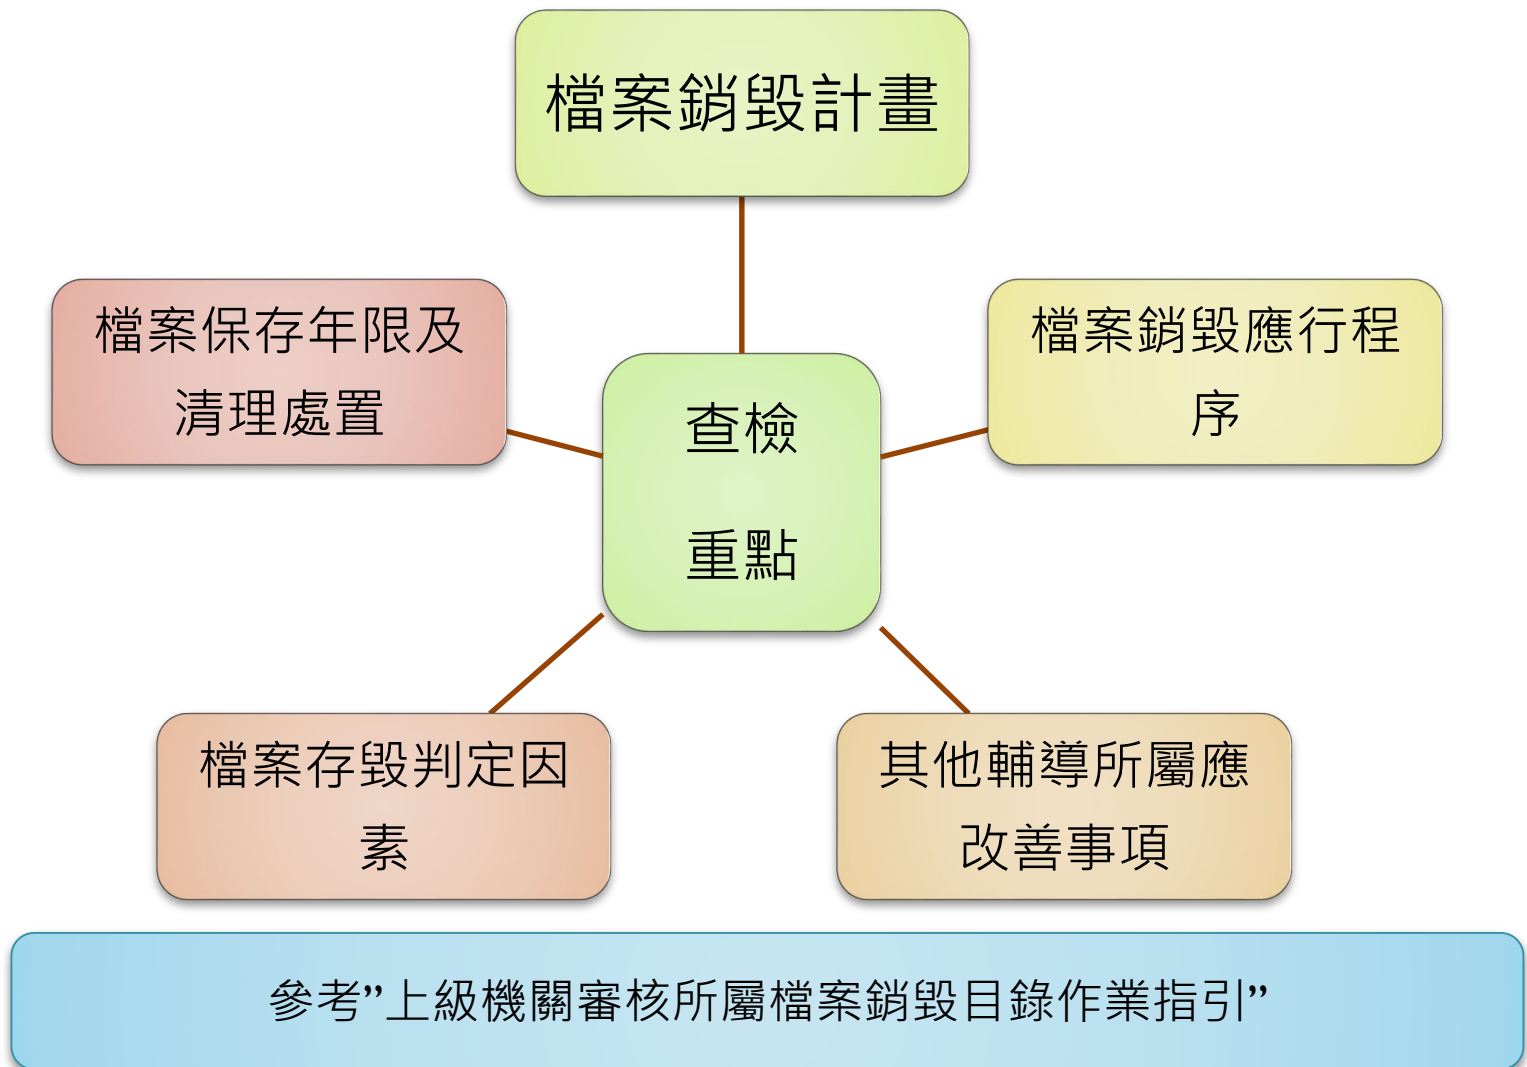 檔案銷毀計畫
檔案保存年限及
清理處置
檔案銷毀應行程
序
查檢
重點
檔案存毀判定因
素
其他輔導所屬應
改善事項
參考”上級機關審核所屬檔案銷毀目錄作業指引”